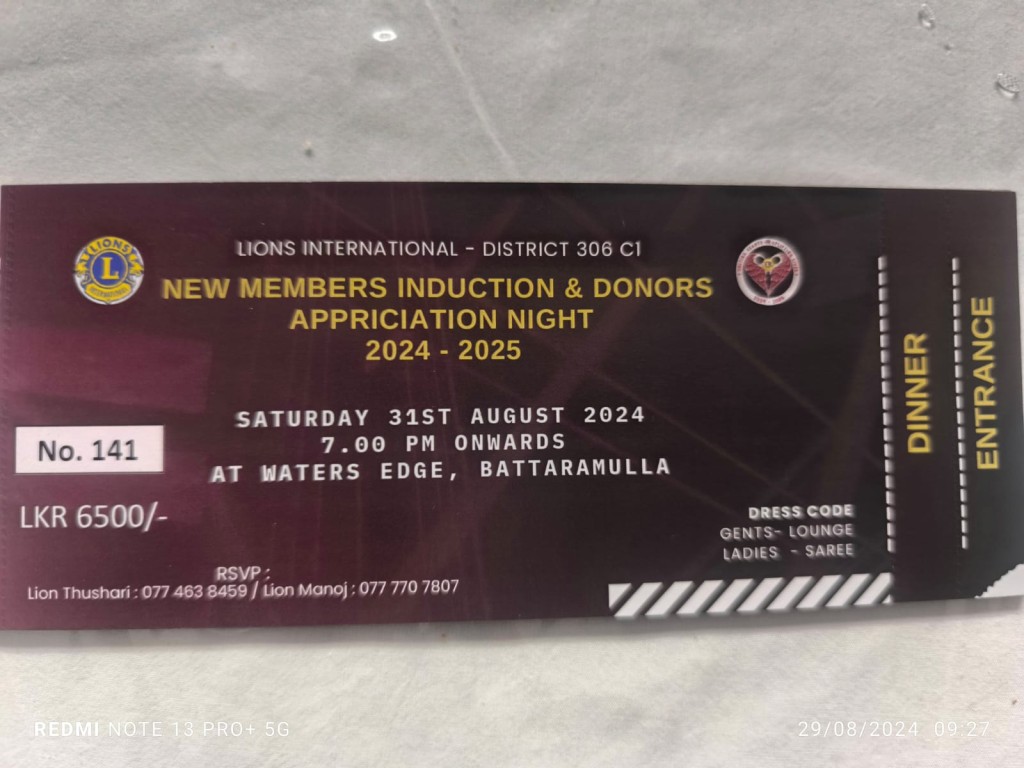 LIONS INTERNATIONAL - DISTRICT 306 C1
LIONS
L
NEW MEMBERS INDUCTION & DONORS
APPRICIATION NIGHT
2024 - 2025
SATURDAY 31ST AUGUST 2024
7.00 PM ONWARDS
AT WATERS EDGE, BATTARAMULLA
No. 141
LKR 6500/-
DRESS CODE
GENTS- LOUNGE
LADIES - SAREE
RSVP :
Lion Thushari : 077 463 8459 / Lion Manoj : 077 770 7807
DINNER
ENTRANCE
REDMI NOTE 13 PRO+ 5G
29/08/2024 09:27